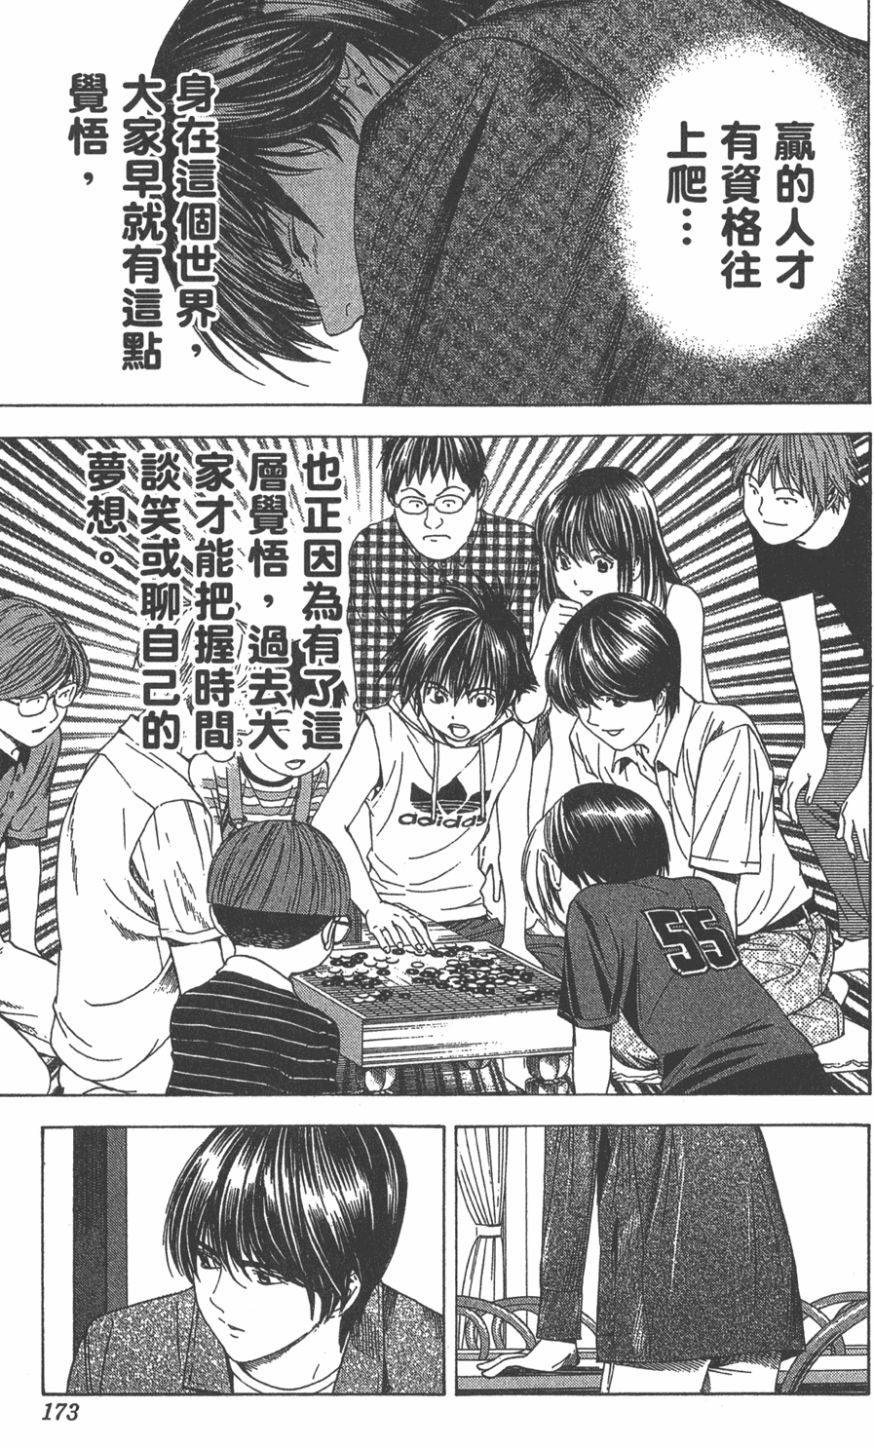 贏的人才
有資格往
上爬…
身在這個世界，
大家早就有這點
覺悟，
也正因為有了這
層覺悟，過去大
家才能把握時間
談笑或聊自己的
夢想。
adidas
55
173